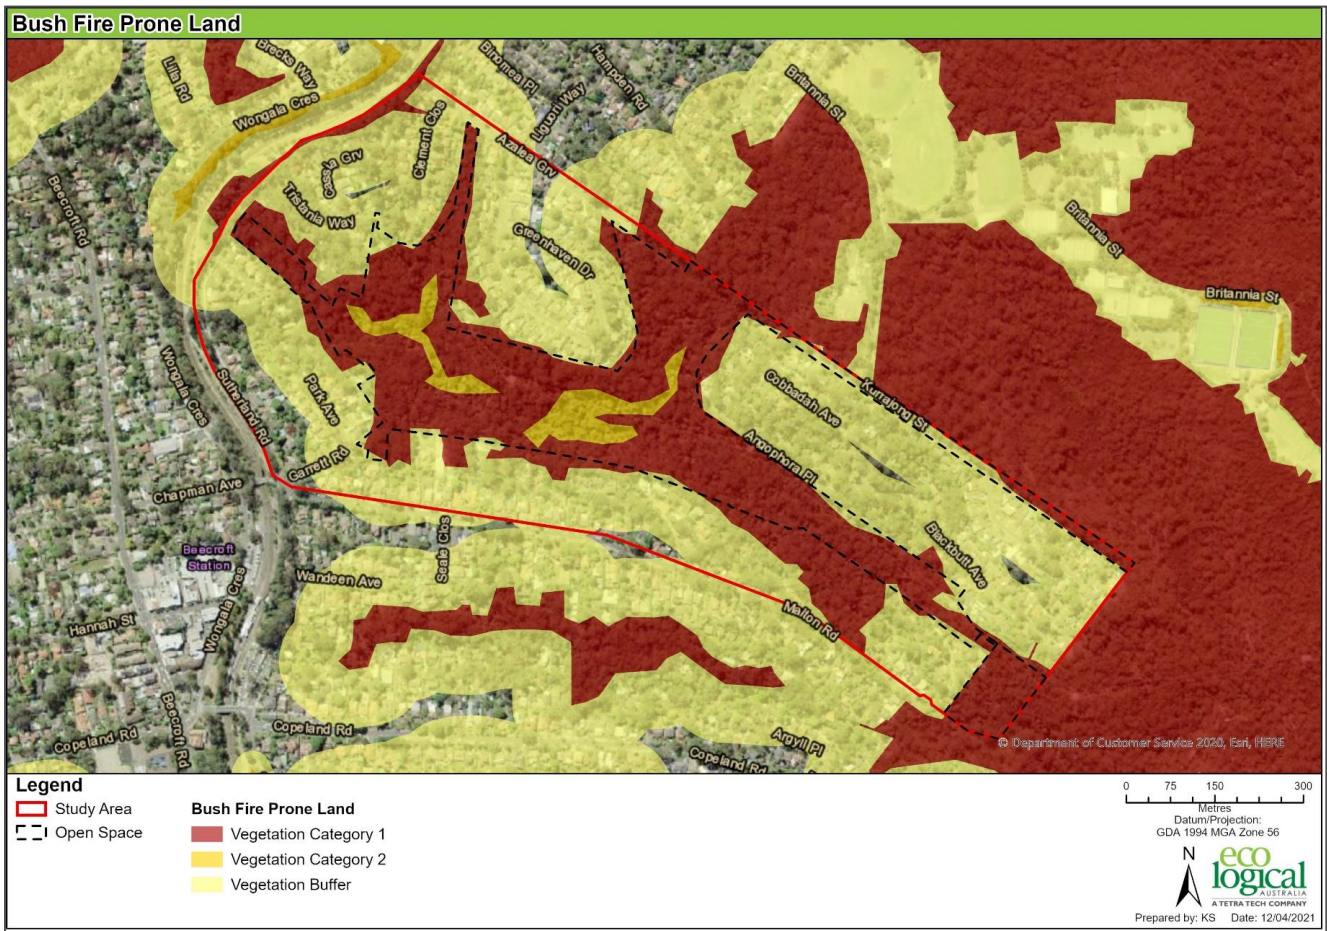 Bush Fire Prone Land
Brecks Way
Lilla Rd
Wongala Cres
Binomeal Pl
Hampden Rd
Liguori Way
Britannia St
Clement Clos
Azalea Grv
Cassia Grv
Tristania Way
Beecroft Rd
Greenhaven Dr
Britannia St
Britannia St
Wongala Cres
Sutherland Rd
Park Ave
Cobbadah Ave
Kurrajong St
Angophora Pl
Garrett Rd
Chapman Ave
Beecroft
Station
Seale Clos
Blackbutt Ave
Wandeen Ave
Wongala Cres
Hannah St
Malton Rd
Beecroft Rd
Copeland Rd
Copeland Rd
Argyll Pl
Copeland Rd
© Department of Customer Service 2020, Esri, HERE
Legend
Study Area
Open Space
Bush Fire Prone Land
Vegetation Category 1
Vegetation Category 2
Vegetation Buffer
0 75 150 300
Metres
Datum/Projection:
GDA 1994 MGA Zone 56
N
eco
logical
AUSTRALIA
A TETRA TECH COMPANY
Prepared by: KS Date: 12/04/2021